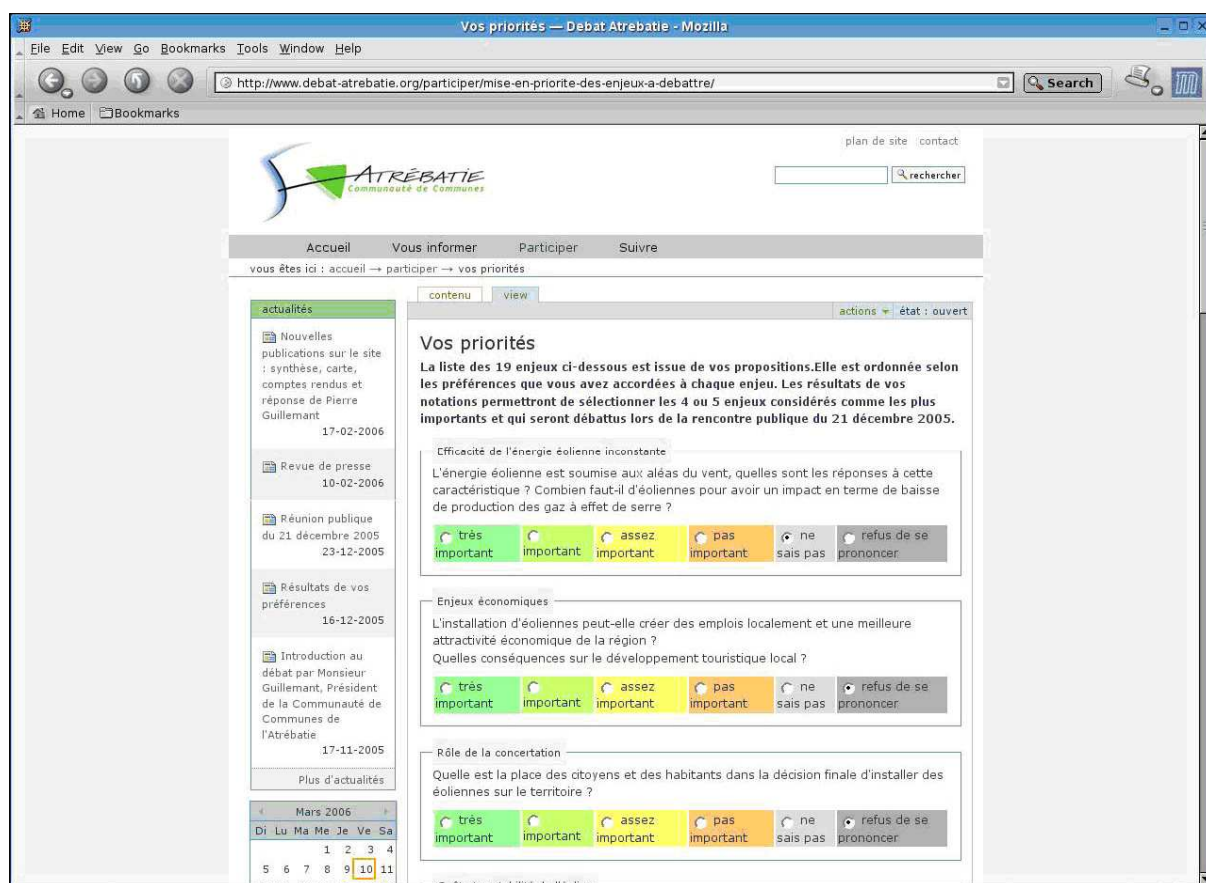 Vos priorités — Debat Atrebatie - Mozilla
File Edit View Go Bookmarks Tools Window Help
http://www.debat-atrebatie.org/participer/mise-en-priorite-des-enjeux-a-debattre/
Search
Home Bookmarks
plan de site contact
ATRÉBATIE
Communauté de Communes
rechercher
Accueil Vous informer Participer Suivre
vous êtes ici : accueil → participer → vos priorités
actualités
Nouvelles
publications sur le site
: synthèse, carte,
comptes rendus et
réponse de Pierre
Guillemant
17-02-2006
Revue de presse
10-02-2006
Réunion publique
du 21 décembre 2005
23-12-2005
Résultats de vos
préférences
16-12-2005
Introduction au
débat par Monsieur
Guillemant, Président
de la Communauté de
Communes de
l'Atrébatie
17-11-2005
Plus d'actualités
Mars 2006
Di Lu Ma Me Je Ve Sa
1 2 3 4
5 6 7 8 9 10 11
contenu view
actions état : ouvert
Vos priorités
La liste des 19 enjeux ci-dessous est issue de vos propositions.Elle est ordonnée selon
les préférences que vous avez accordées à chaque enjeu. Les résultats de vos
notations permettront de sélectionner les 4 ou 5 enjeux considérés comme les plus
importants et qui seront débattus lors de la rencontre publique du 21 décembre 2005.
Efficacité de l'énergie éolienne inconstante
L'énergie éolienne est soumise aux aléas du vent, quelles sont les réponses à cette
caractéristique ? Combien faut-il d'éoliennes pour avoir un impact en terme de baisse
de production des gaz à effet de serre ?
très assez pas ne refus de se
important important important important sais pas prononcer
Enjeux économiques
L'installation d'éoliennes peut-elle créer des emplois localement et une meilleure
attractivité économique de la région ?
Quelles conséquences sur le développement touristique local ?
très assez pas ne refus de se
important important important important sais pas prononcer
Rôle de la concertation
Quelle est la place des citoyens et des habitants dans la décision finale d'installer des
éoliennes sur le territoire ?
très assez pas ne refus de se
important important important important sais pas prononcer